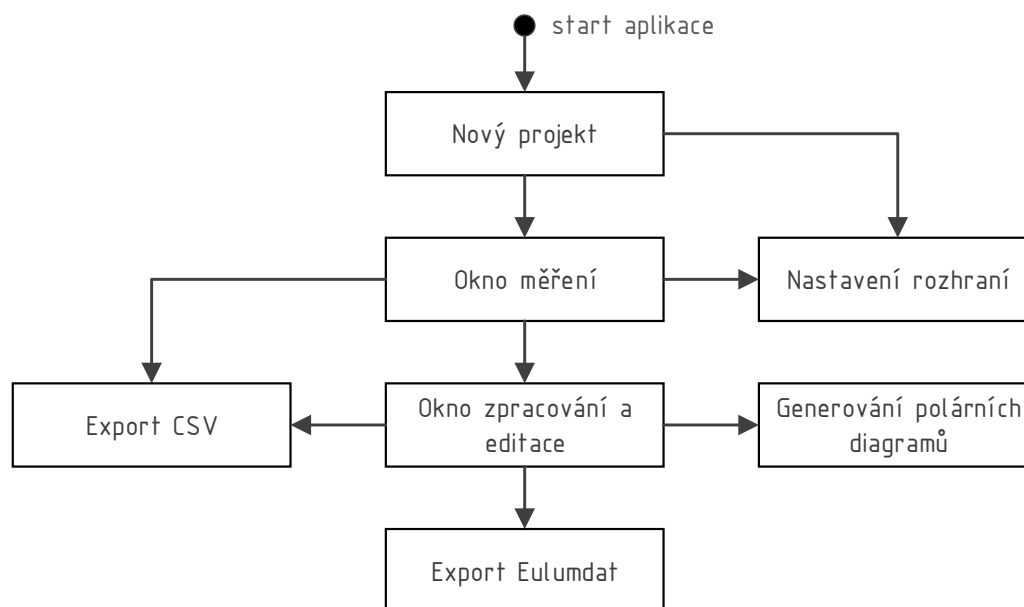 start aplikace
Nový projekt
Okno měření
Nastavení rozhraní
Export CSV
Okno zpracování a
editace
Generování polárních
diagramů
Export Eulumdat